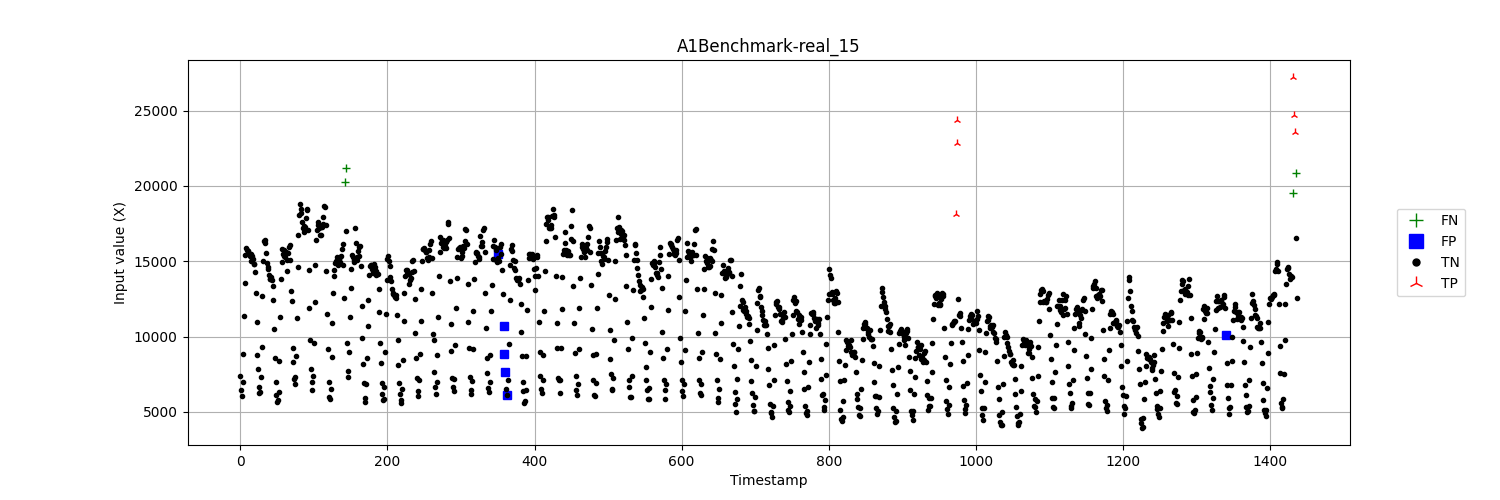 A1Benchmark-real_15
25000
20000
15000
10000
5000
Input value (X)
0 200 400 600 800 1000 1200 1400
Timestamp
FN
FP
TN
TP